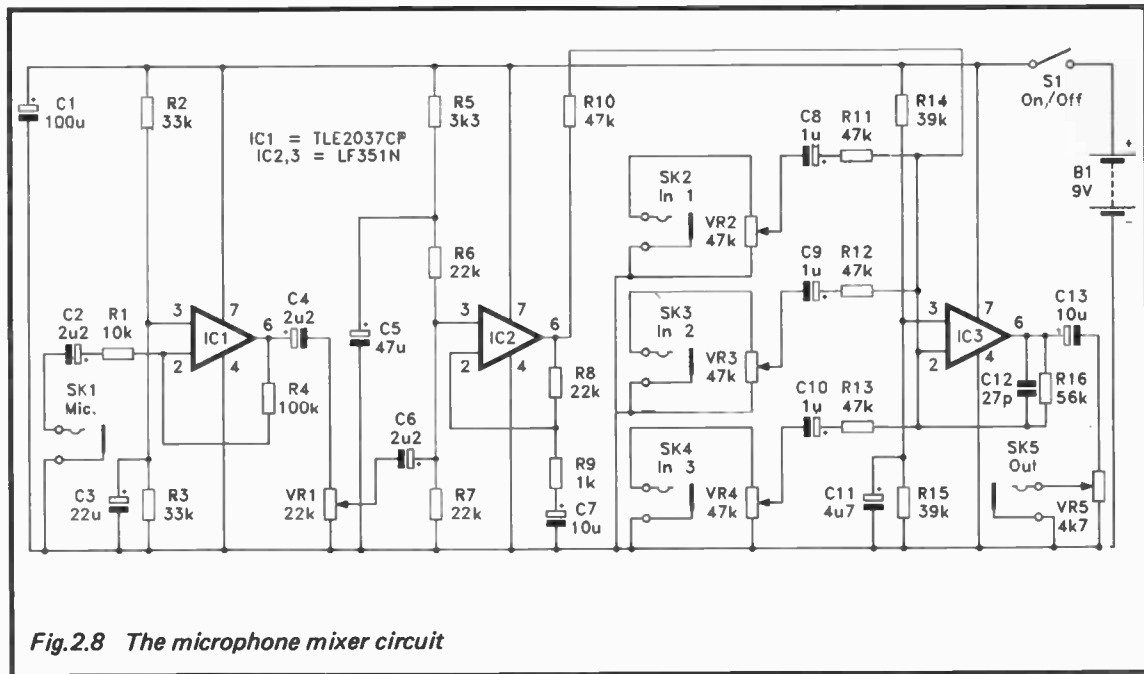 C1
100u
R2
33k
IC1 = TLE2037CP
IC2,3 = LF351N
R5
3k3
R10
47k
C8
1u
R11
47k
R14
39k
S1
On/Off
+
B1
9V
-
SK2
In 1
VR2
47k
R6
22k
C9
1u
R12
47k
C2
2u2
R1
10k
3
7
IC1
6
2
4
C4
2u2
C5
47u
3
7
IC2
6
2
4
SK3
In 2
VR3
47k
3
7
IC3
6
2
4
C13
10u
SK1
Mic.
R4
100k
R8
22k
C10
1u
R13
47k
C12
27p
R16
56k
C6
2u2
C3
22u
R3
33k
VR1
22k
R7
22k
R9
1k
C7
10u
SK4
In 3
VR4
47k
C11
4u7
R15
39k
SK5
Out
VR5
4k7
Fig.2.8 The microphone mixer circuit